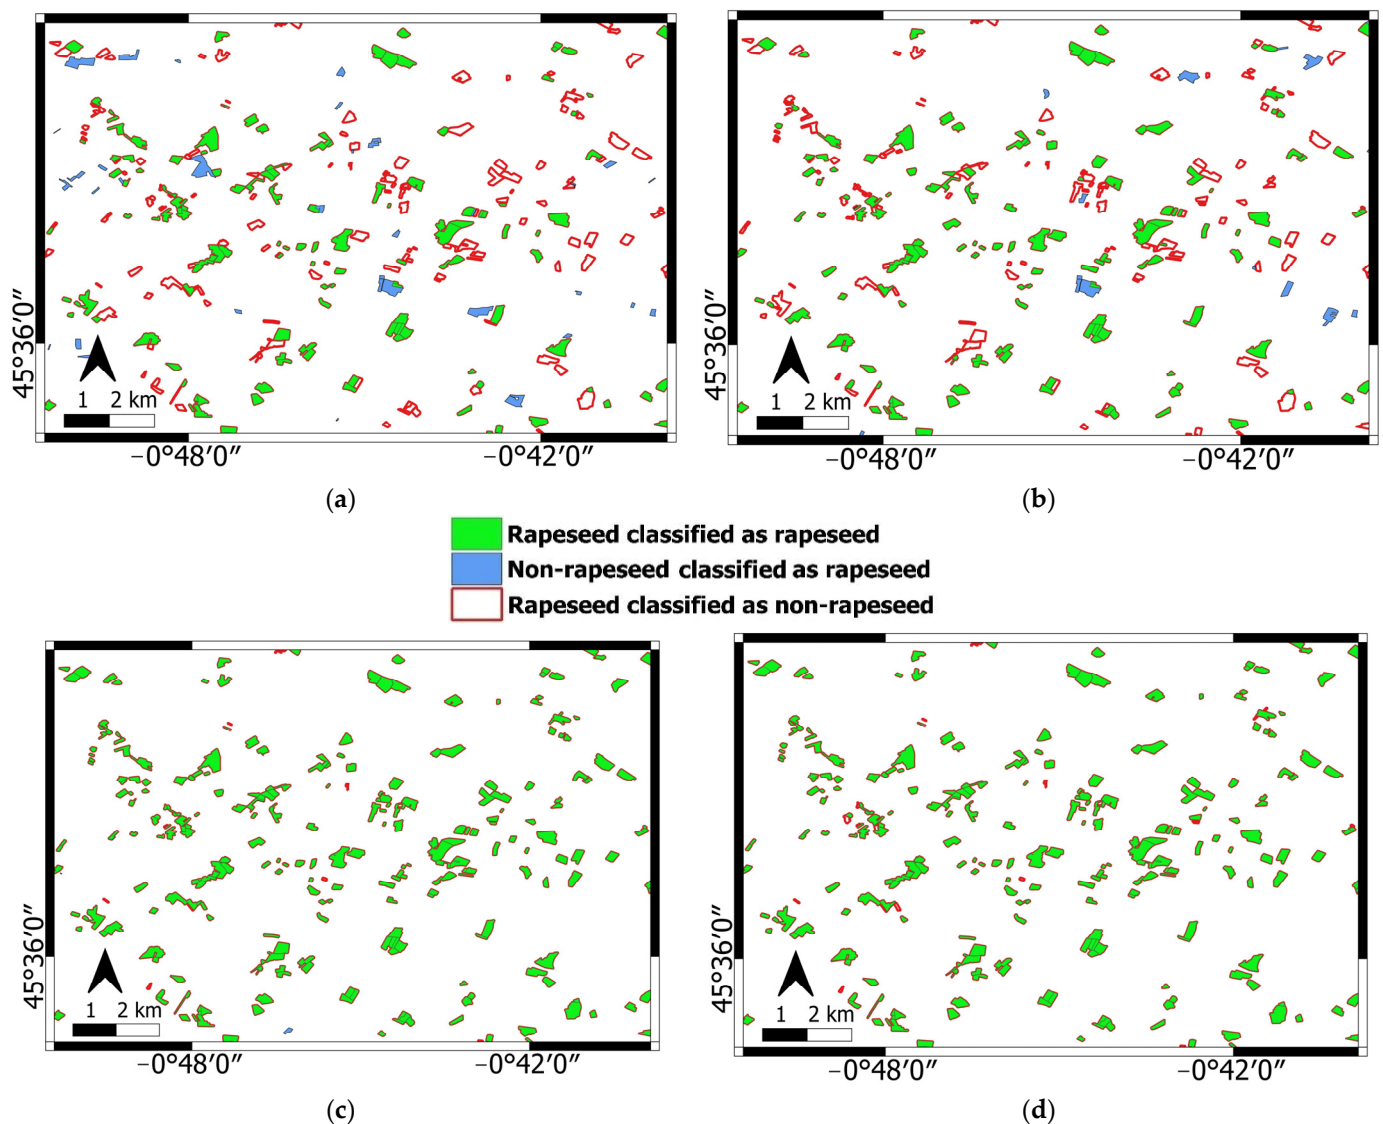 45°36′0″
1 2 km
−0°48′0″ −0°42′0″
(a)
45°36′0″
1 2 km
−0°48′0″ −0°42′0″
(b)
Rapeseed classified as rapeseed
Non-rapeseed classified as rapeseed
Rapeseed classified as non-rapeseed
45°36′0″
1 2 km
−0°48′0″ −0°42′0″
(c)
45°36′0″
1 2 km
−0°48′0″ −0°42′0″
(d)